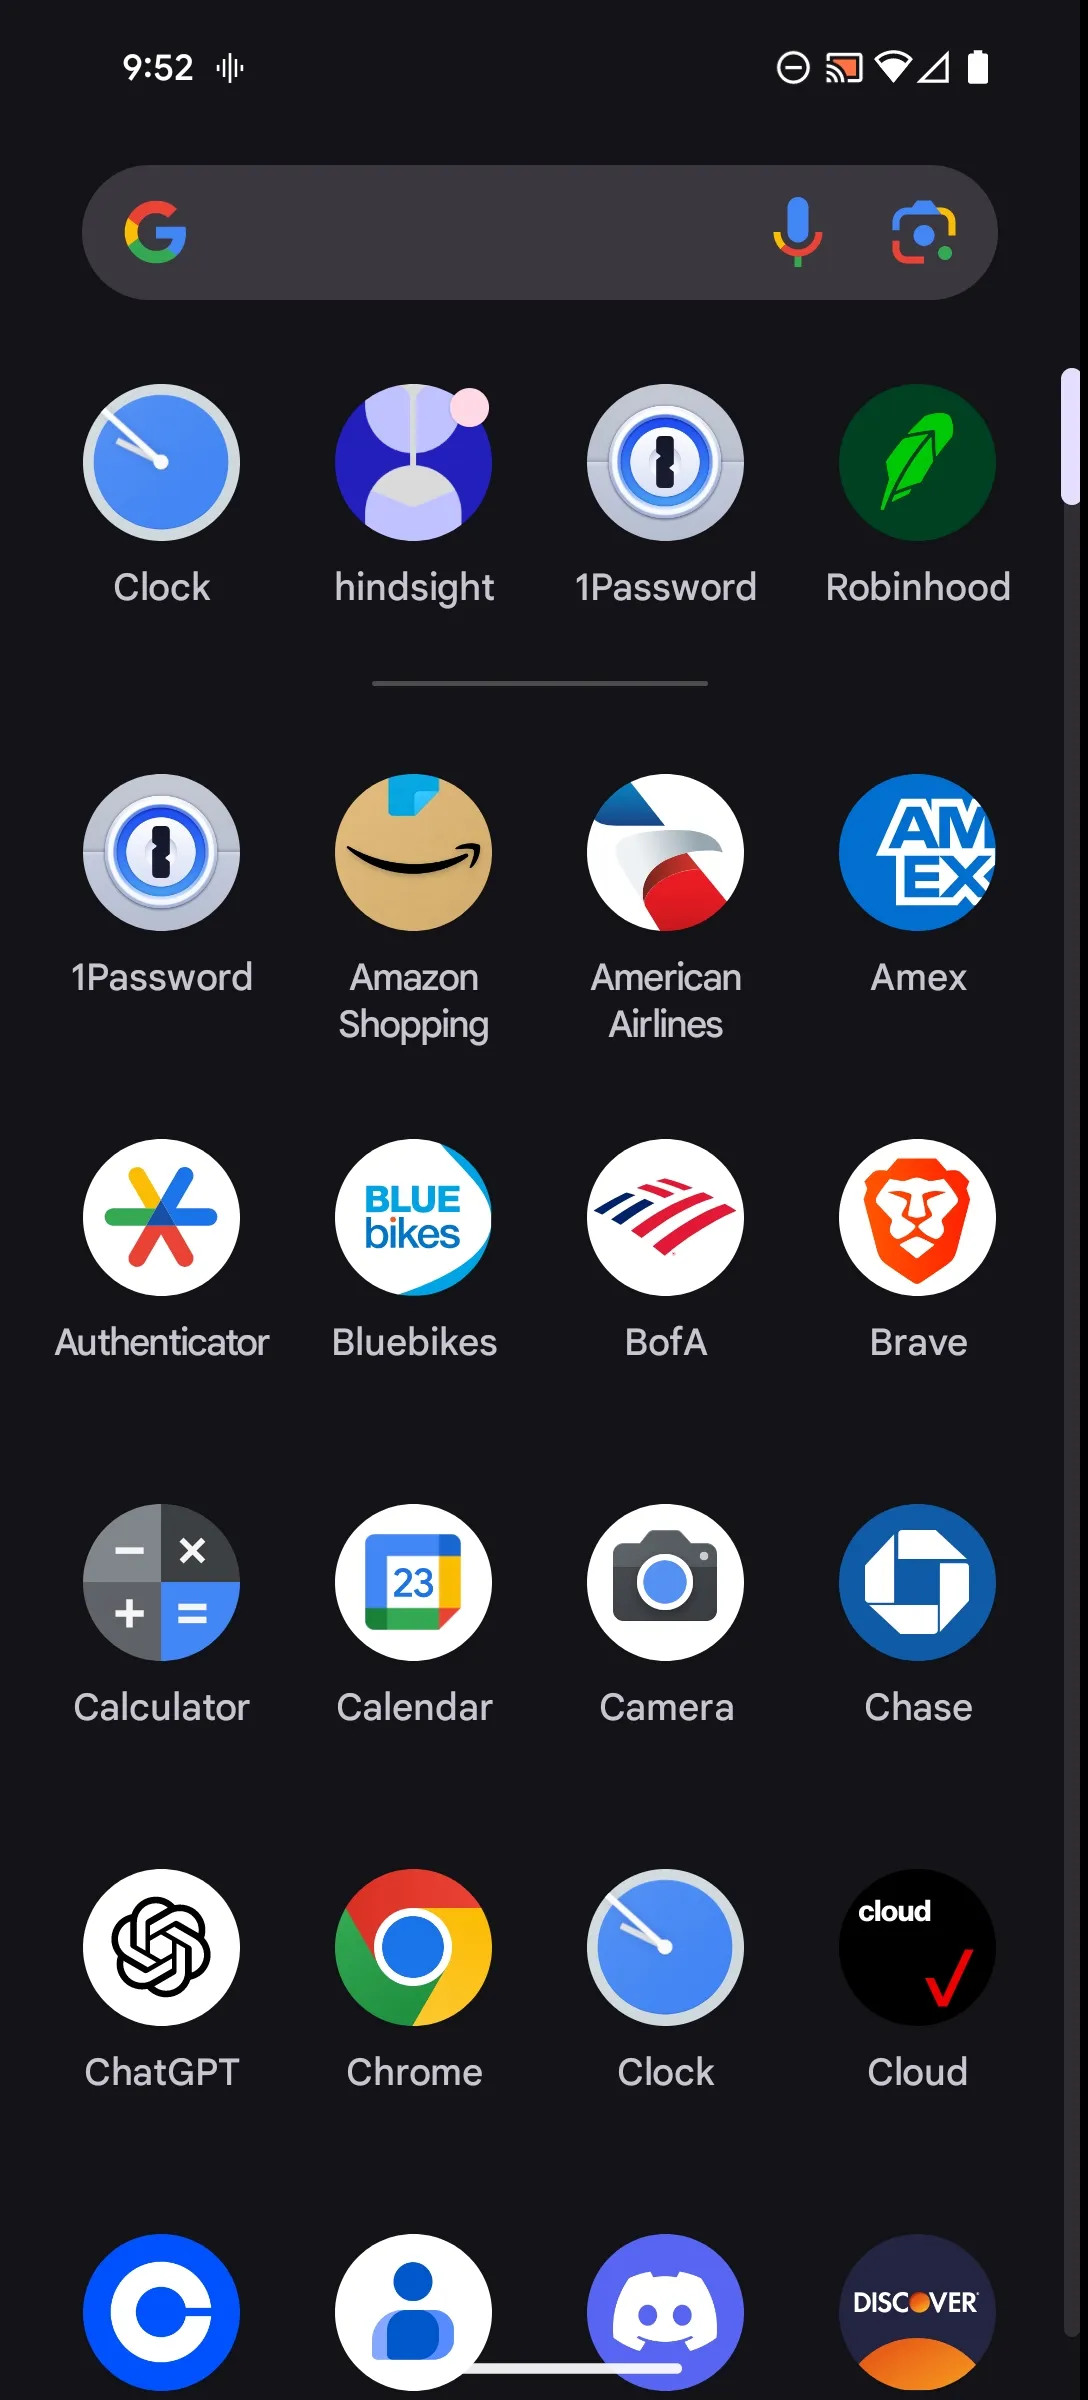 9:52
Clock
hindsight
1Password
Robinhood
1Password
Amazon
Shopping
American
Airlines
AM
EX
Amex
Authenticator
BLUE
bikes
Bluebikes
BofA
Brave
Calculator
23
Calendar
Camera
Chase
ChatGPT
Chrome
Clock
cloud
Cloud
DISCOVER